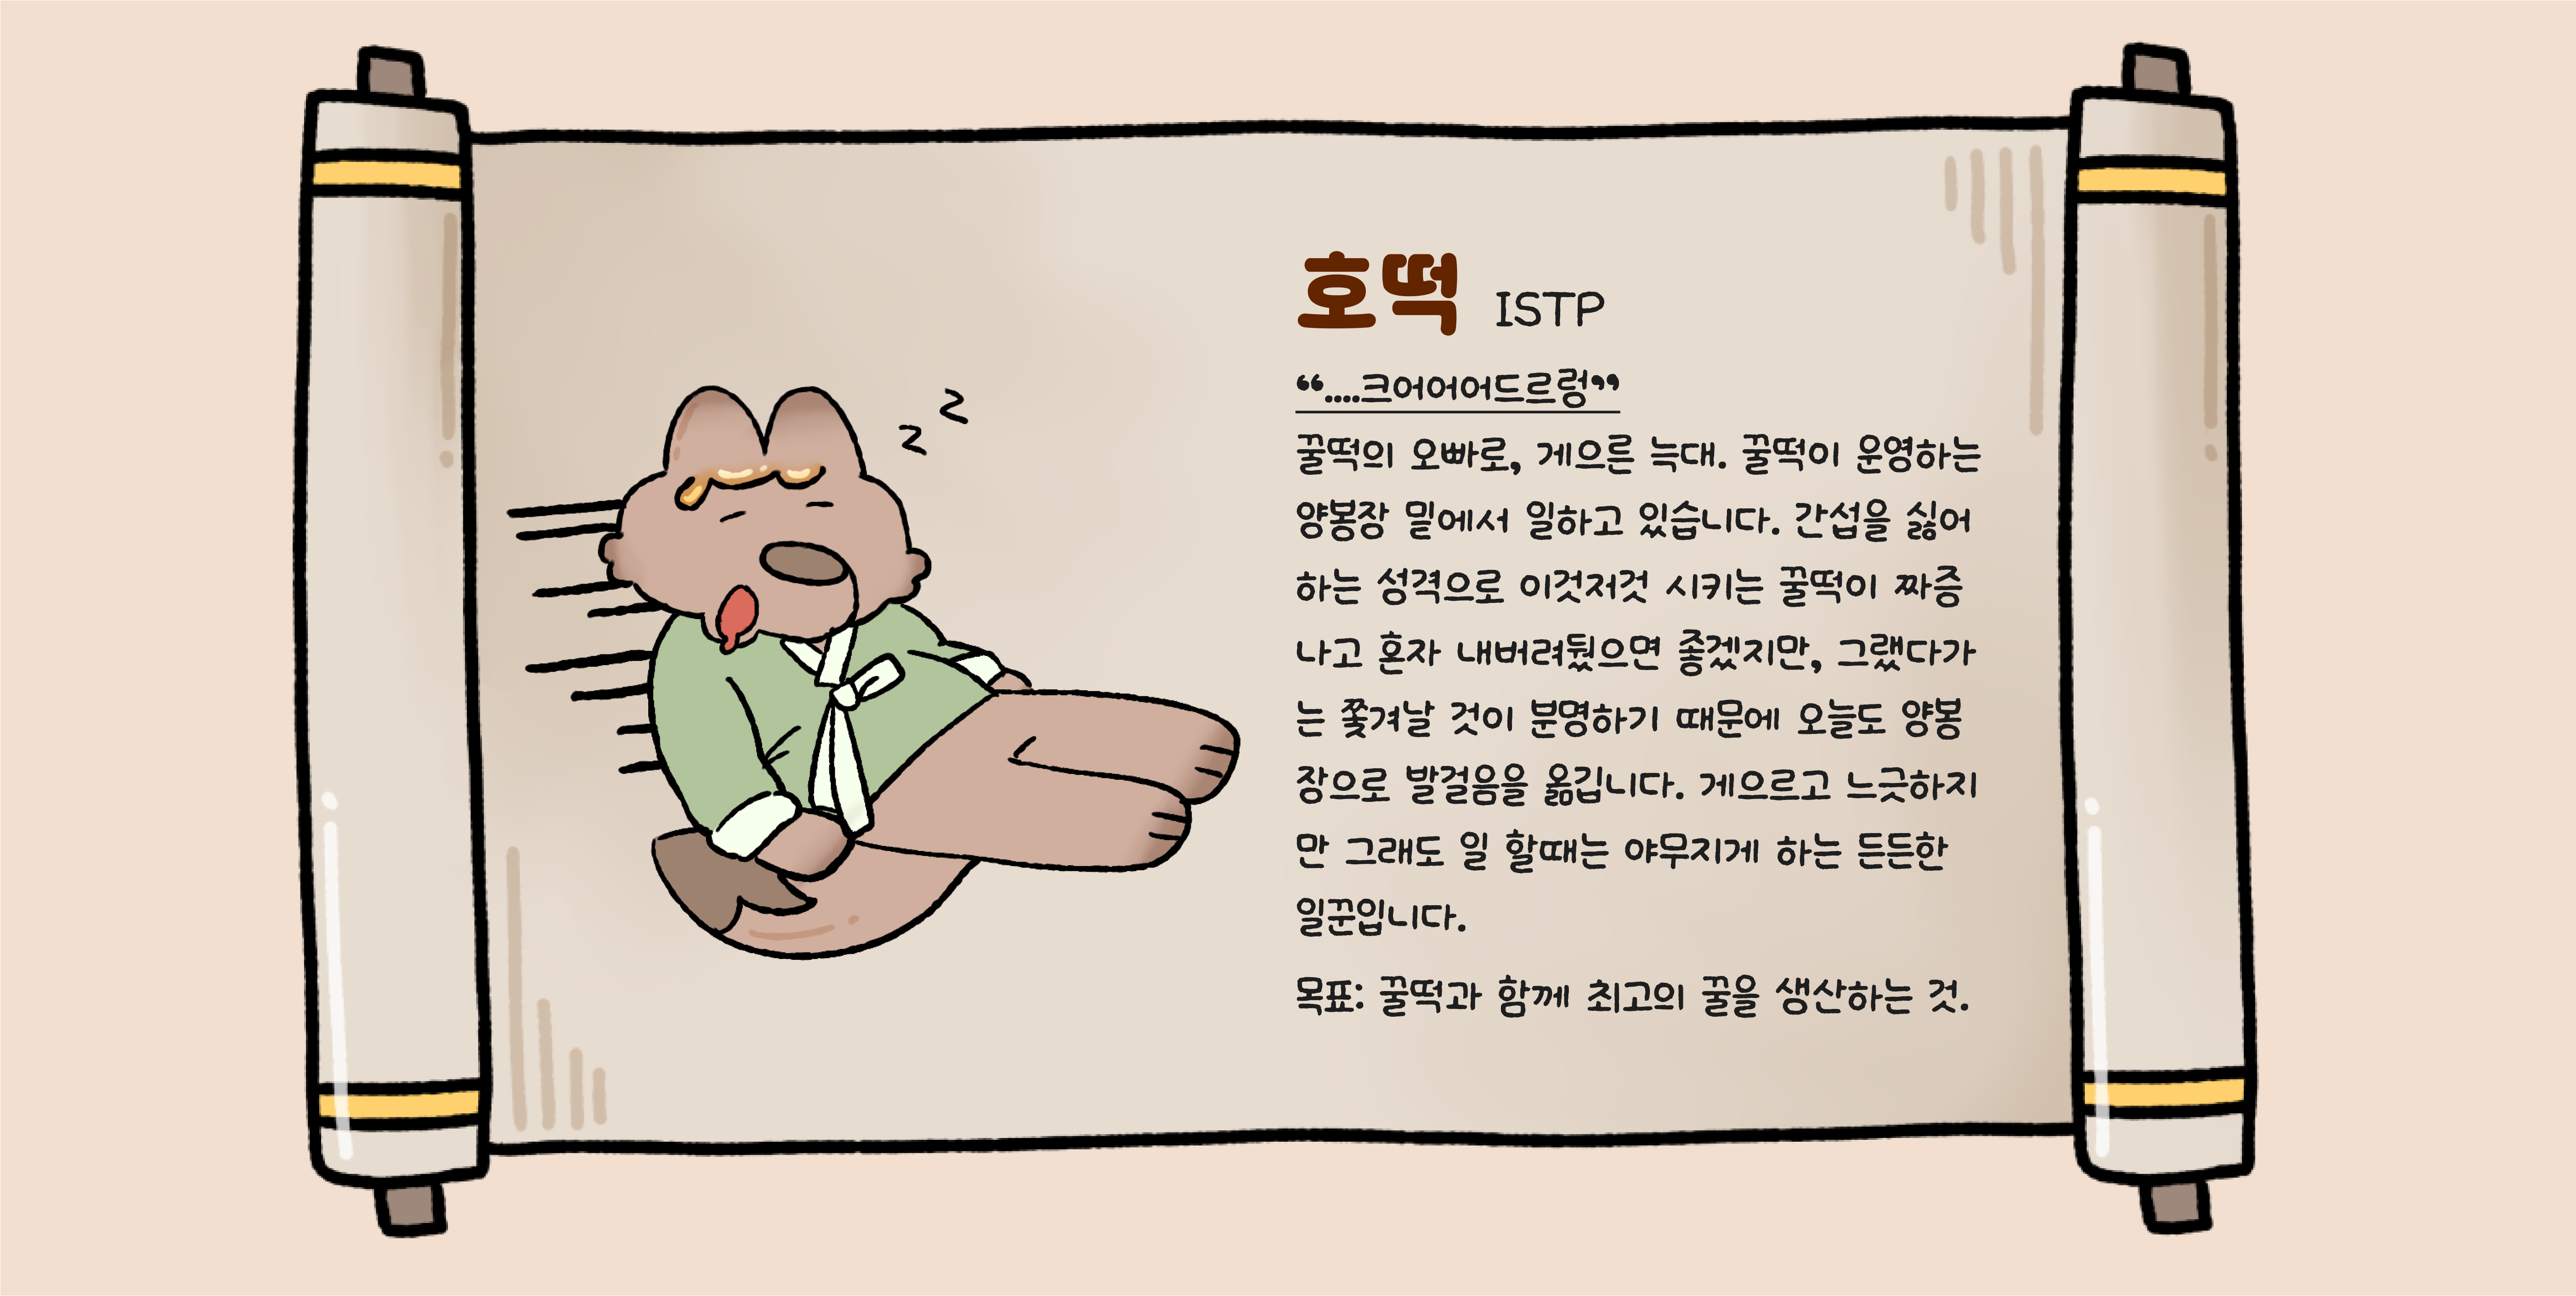 호떡 ISTP
“....크어어어드르렁”
꿀떡의 오빠로, 게으른 늑대. 꿀떡이 운영하는
양봉장 밑에서 일하고 있습니다. 간섭을 싫어
하는 성격으로 이것저것 시키는 꿀떡이 짜증
나고 혼자 내버려뒀으면 좋겠지만, 그랬다가
는 쫓겨날 것이 분명하기 때문에 오늘도 양봉
장으로 발걸음을 옮깁니다. 게으르고 느긋하지
만 그래도 일 할때는 야무지게 하는 든든한
일꾼입니다.
목표: 꿀떡과 함께 최고의 꿀을 생산하는 것.
z
z